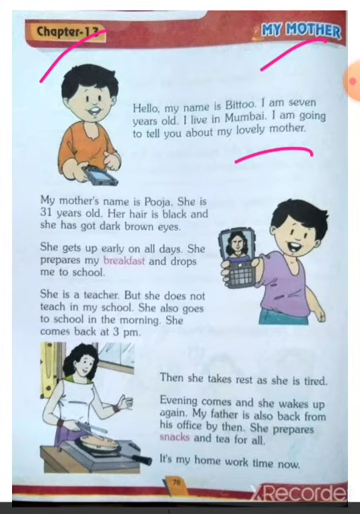 Chapter-13
MY MOTHER
Hello, my name is Bittoo. I am seven
years old. I live in Mumbai. I am going
to tell you about my lovely mother.
My mother's name is Pooja. She is
31 years old. Her hair is black and
she has got dark brown eyes.
She gets up early on all days. She
prepares my breakfast and drops
me to school.
She is a teacher. But she does not
teach in my school. She also goes
to school in the morning. She
comes back at 3 pm.
Then she takes rest as she is tired.
Evening comes and she wakes up
again. My father is also back from
his office by then. She prepares
snacks and tea for all.
It's my home work time now.
76
XRecorder